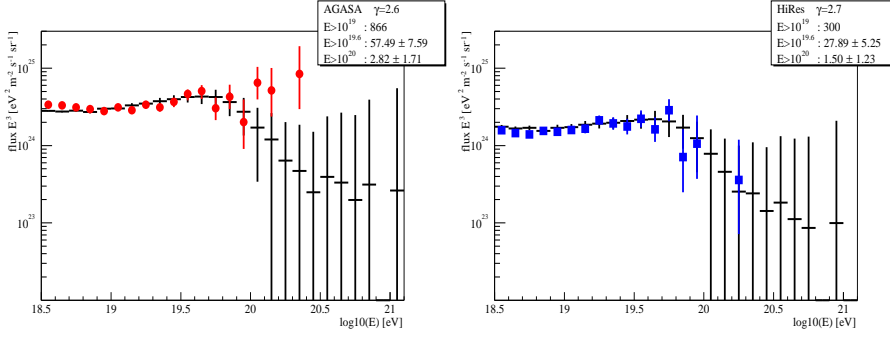 AGASA γ=2.6
E>10^19 : 866
E>10^19.6 : 57.49 ± 7.59
E>10^20 : 2.82 ± 1.71
flux E^3 [eV^2 m^-2 s^-1 sr^-1]
10^25
10^24
10^23
18.5 19 19.5 20 20.5 21
log10(E) [eV]
HiRes γ=2.7
E>10^19 : 300
E>10^19.6 : 27.89 ± 5.25
E>10^20 : 1.50 ± 1.23
flux E^3 [eV^2 m^-2 s^-1 sr^-1]
10^25
10^24
10^23
18.5 19 19.5 20 20.5 21
log10(E) [eV]